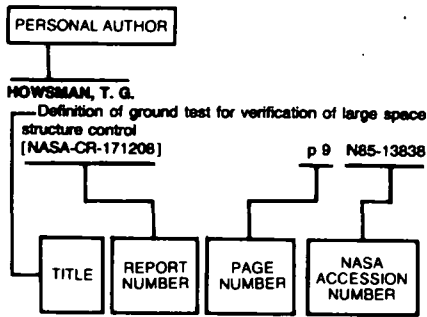 PERSONAL AUTHOR
HOWSMAN, T. G.
Definition of ground test for verification of large space
structure control
[NASA-CR-171208] p 9 N85-13838
TITLE
REPORT
NUMBER
PAGE
NUMBER
NASA
ACCESSION
NUMBER